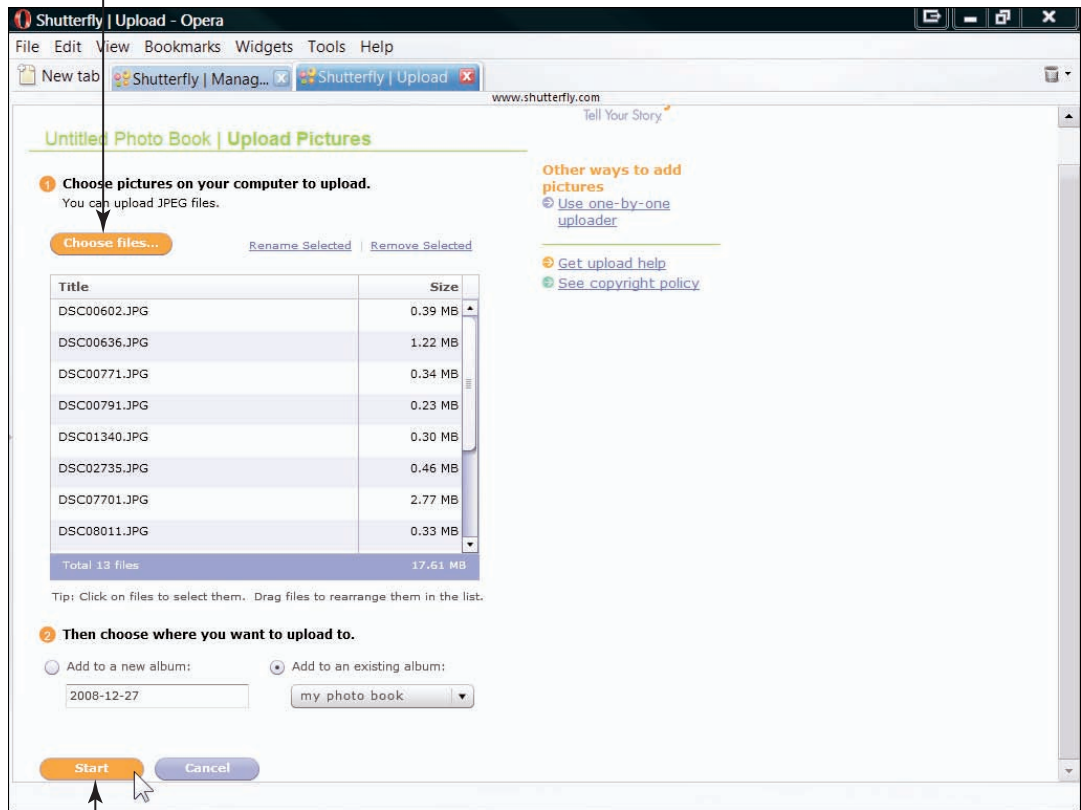 Shutterfly | Upload - Opera
File Edit View Bookmarks Widgets Tools Help
New tab Shutterfly | Manag... Shutterfly | Upload
www.shutterfly.com
Tell Your Story.
Untitled Photo Book | Upload Pictures
1 Choose pictures on your computer to upload.
You can upload JPEG files.
Choose files... Rename Selected | Remove Selected
Title Size
DSC00602.JPG 0.39 MB
DSC00636.JPG 1.22 MB
DSC00771.JPG 0.34 MB
DSC00791.JPG 0.23 MB
DSC01340.JPG 0.30 MB
DSC02735.JPG 0.46 MB
DSC07701.JPG 2.77 MB
DSC08011.JPG 0.33 MB
Total 13 files 17.61 MB
Tip: Click on files to select them. Drag files to rearrange them in the list.
2 Then choose where you want to upload to.
Add to a new album: Add to an existing album:
2008-12-27 my photo book
Start Cancel
Other ways to add
pictures
Use one-by-one
uploader
Get upload help
See copyright policy